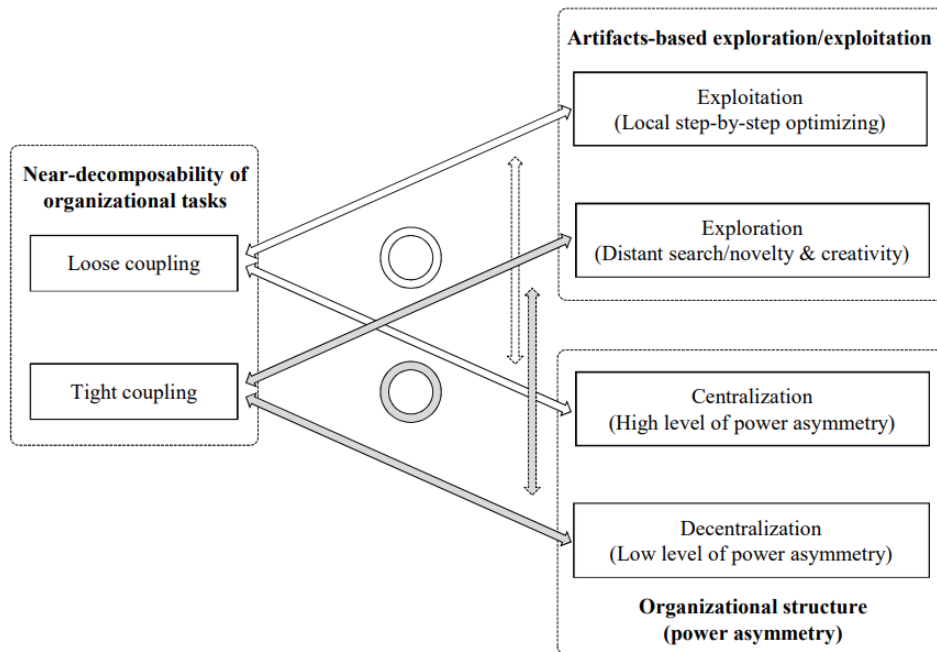 Artifacts-based exploration/exploitation
Exploitation
(Local step-by-step optimizing)
Near-decomposability of
organizational tasks
Exploration
(Distant search/novelty & creativity)
Loose coupling
Tight coupling
Centralization
(High level of power asymmetry)
Decentralization
(Low level of power asymmetry)
Organizational structure
(power asymmetry)